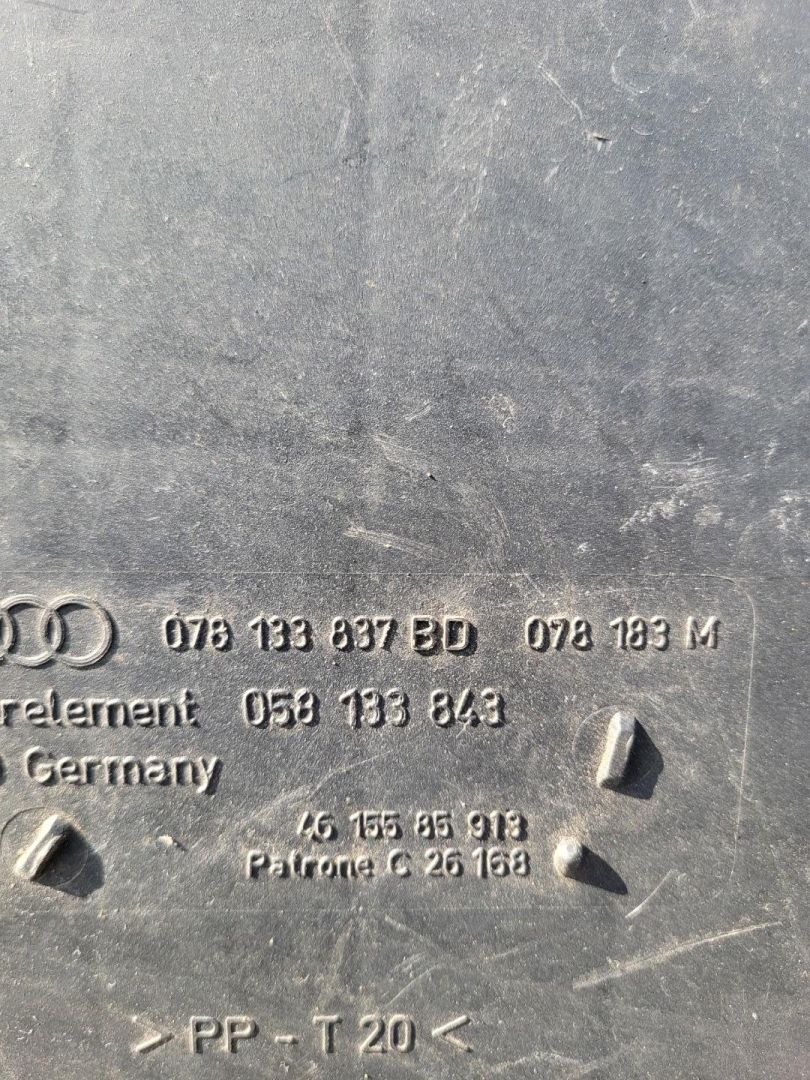 078 133 837 BD 078 183 M
relement 058 133 843
Germany
46 155 85 913
Patrone C 26 168
> PP - T 20 <